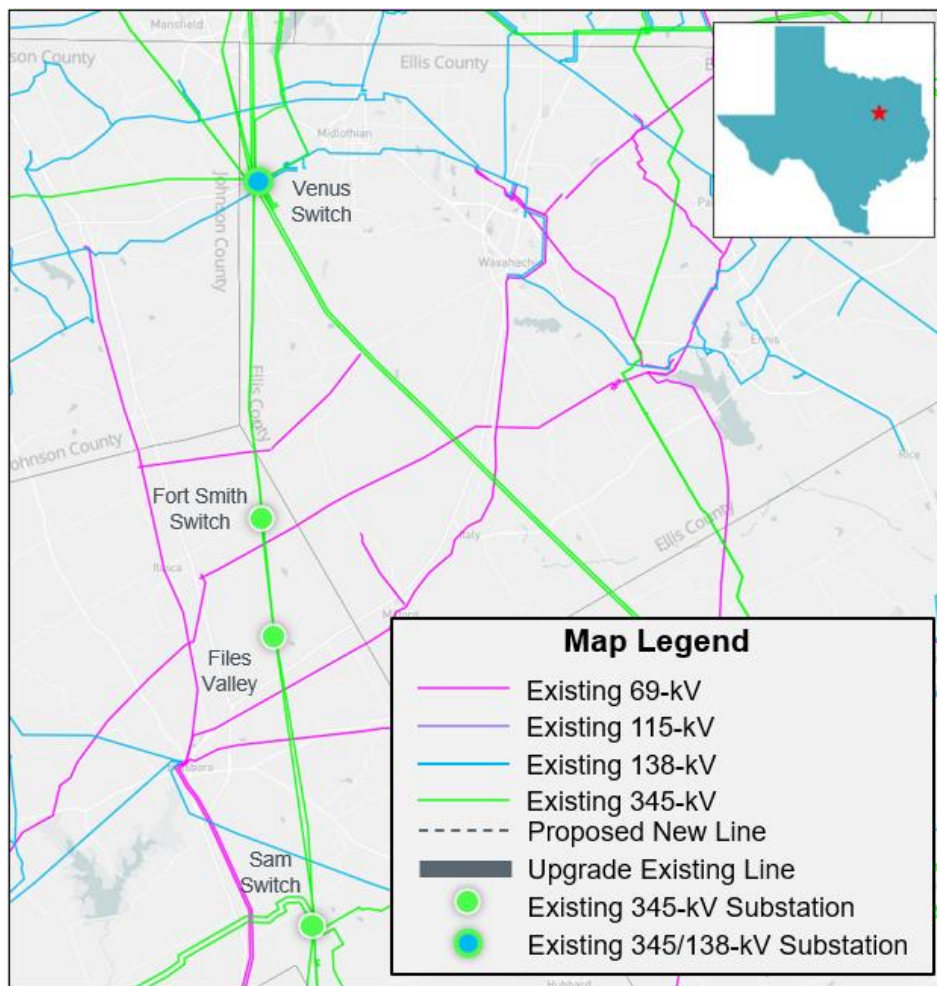 Mansfield
son County
Ellis County
Midlothian
Venus
Switch
Johnson County
Waxahach
Ennis
Ellis County
Johnson County
Rice
Fort Smith
Switch
Ellis County
Italy
Itasca
Files
Valley
Milford
Map Legend
Existing 69-kV
Existing 115-kV
Existing 138-kV
Existing 345-kV
Proposed New Line
Upgrade Existing Line
Existing 345-kV Substation
Existing 345/138-kV Substation
Sam
Switch
Hubbard